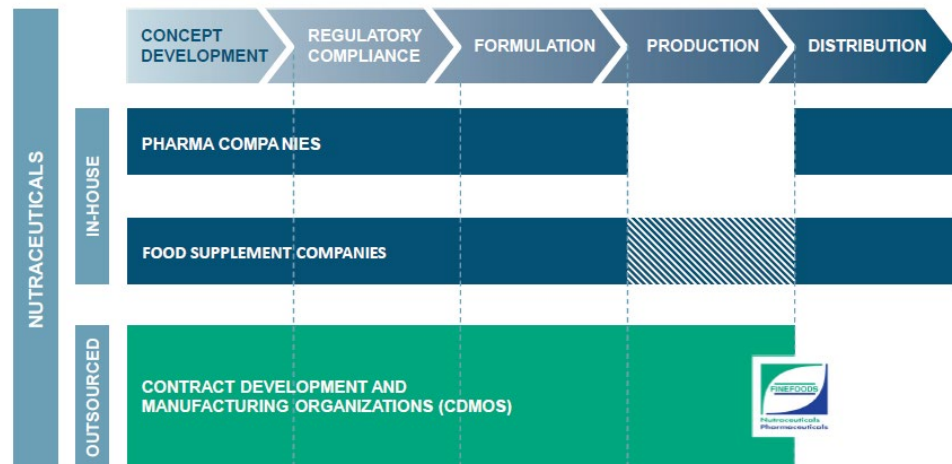 CONCEPT
DEVELOPMENT
REGULATORY
COMPLIANCE
FORMULATION
PRODUCTION
DISTRIBUTION
NUTRACEUTICALS
IN-HOUSE
PHARMA COMPANIES
FOOD SUPPLEMENT COMPANIES
OUTSOURCED
CONTRACT DEVELOPMENT AND
MANUFACTURING ORGANIZATIONS (CDMOS)
FINEFOODS
Nutraceuticals
Pharmaceuticals